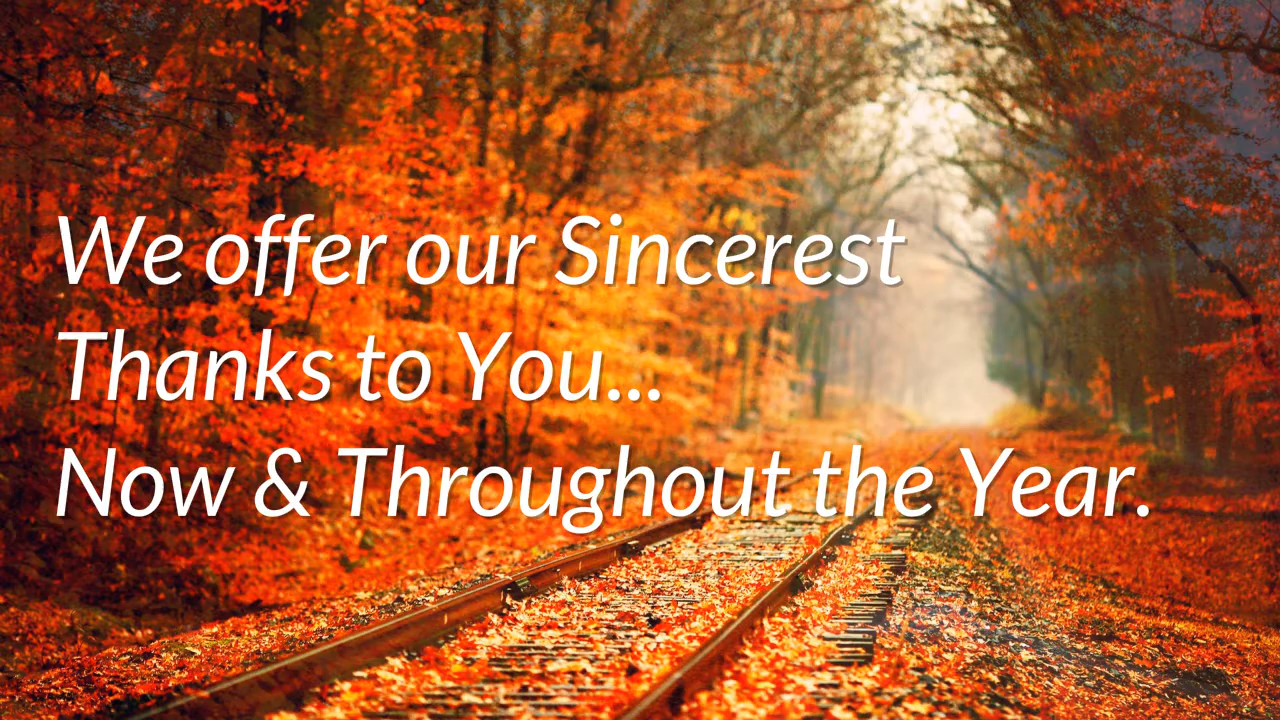 We offer our Sincerest
Thanks to You...
Now & Throughout the Year.